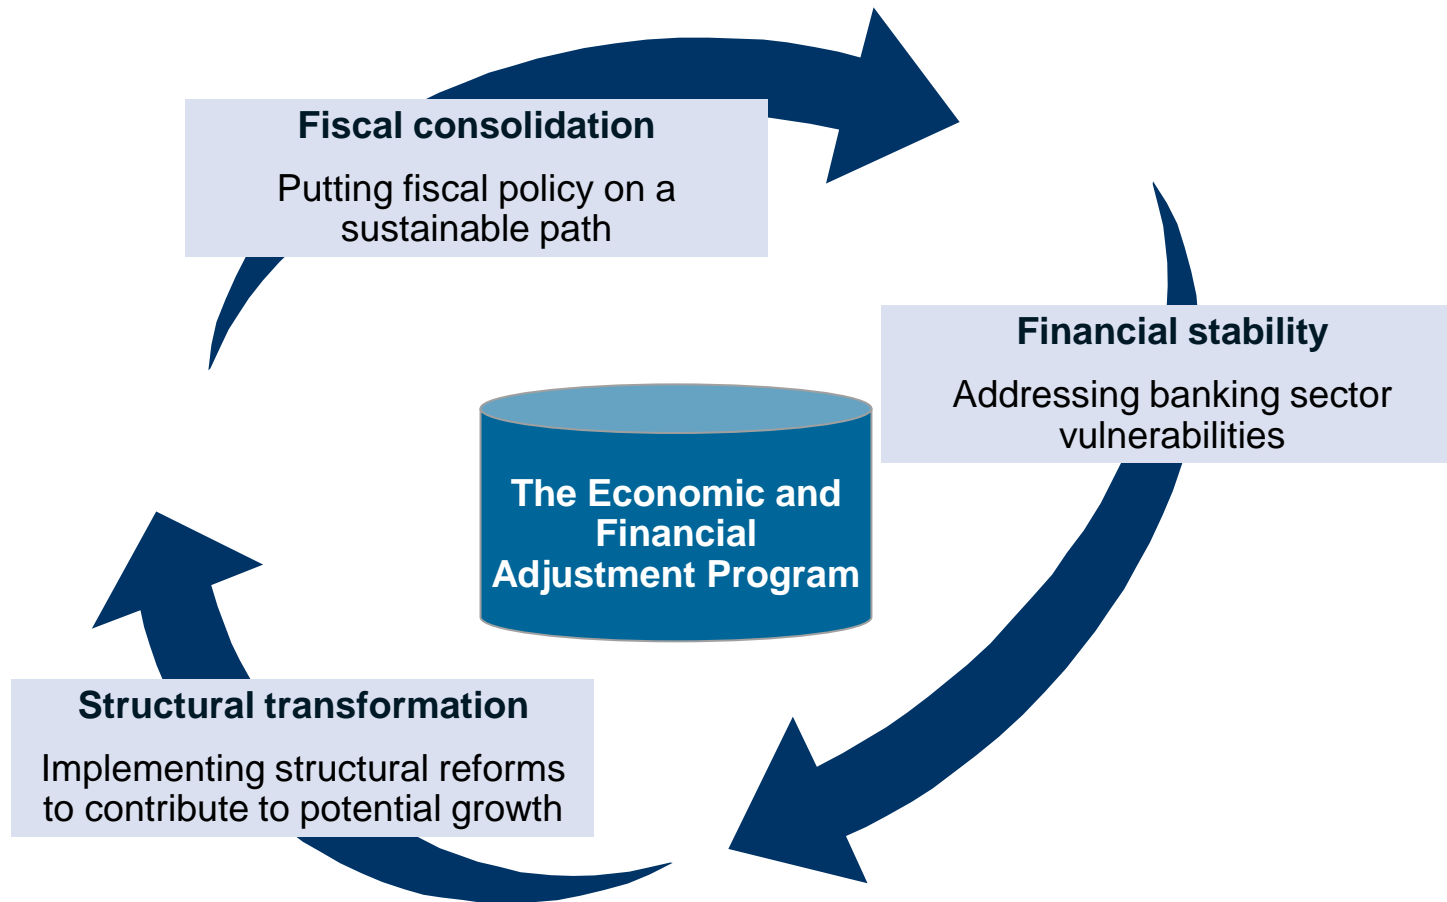 Fiscal consolidation
Putting fiscal policy on a
sustainable path
Financial stability
Addressing banking sector
vulnerabilities
The Economic and
Financial
Adjustment Program
Structural transformation
Implementing structural reforms
to contribute to potential growth